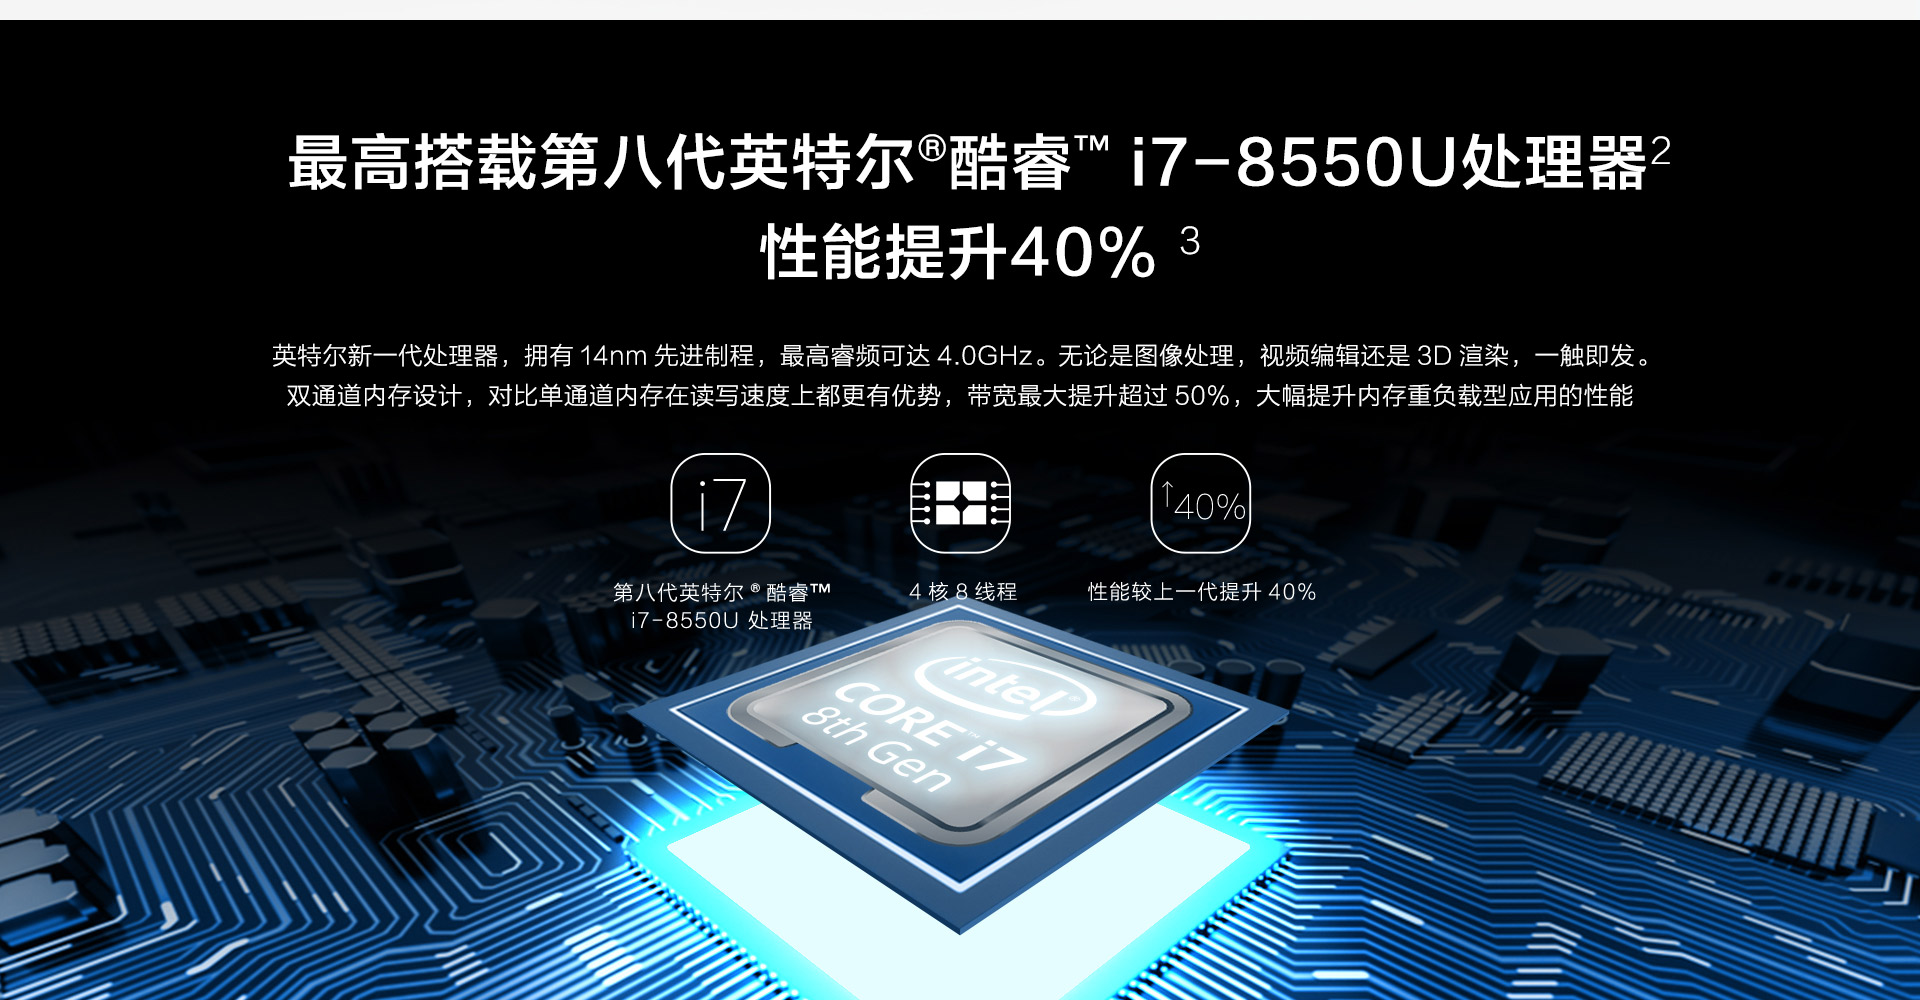 最高搭载第八代英特尔®酷睿™ i7-8550U处理器2
性能提升40% 3
英特尔新一代处理器，拥有 14nm 先进制程，最高睿频可达 4.0GHz。无论是图像处理，视频编辑还是 3D 渲染，一触即发。
双通道内存设计，对比单通道内存在读写速度上都更有优势，带宽最大提升超过 50%，大幅提升内存重负载型应用的性能
i7
↑40%
第八代英特尔 ® 酷睿™
i7-8550U 处理器
4 核 8 线程
性能较上一代提升 40%
intel®
CORE™ i7
8th Gen